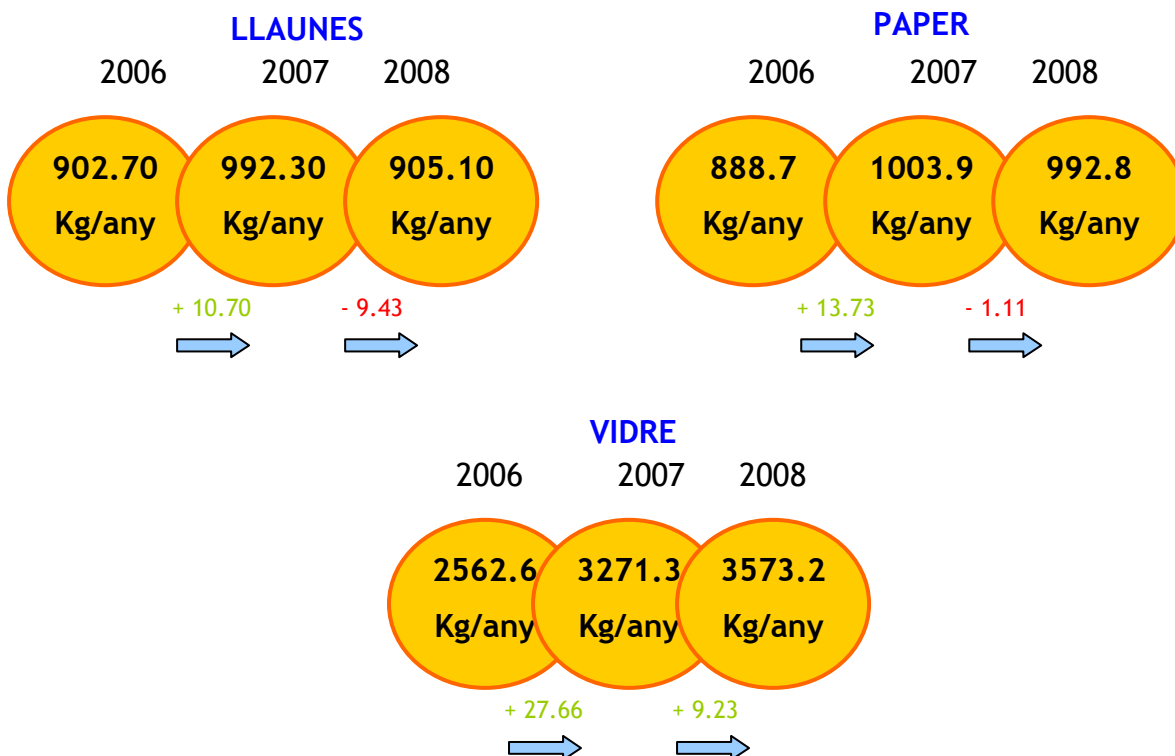 LLAUNES
2006 2007 2008
902.70 992.30 905.10
Kg/any Kg/any Kg/any
+ 10.70 - 9.43
PAPER
2006 2007 2008
888.7 1003.9 992.8
Kg/any Kg/any Kg/any
+ 13.73 - 1.11
VIDRE
2006 2007 2008
2562.6 3271.3 3573.2
Kg/any Kg/any Kg/any
+ 27.66 + 9.23